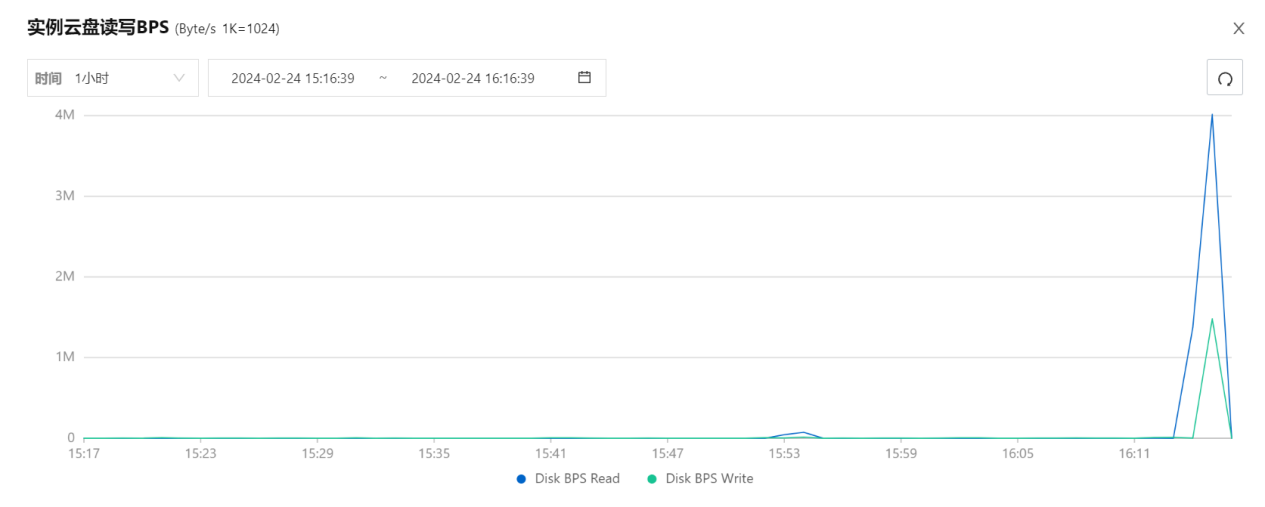 实例云盘读写BPS (Byte/s 1K=1024)
时间 1小时 2024-02-24 15:16:39 ~ 2024-02-24 16:16:39
4M
3M
2M
1M
0
15:17 15:23 15:29 15:35 15:41 15:47 15:53 15:59 16:05 16:11
Disk BPS Read Disk BPS Write